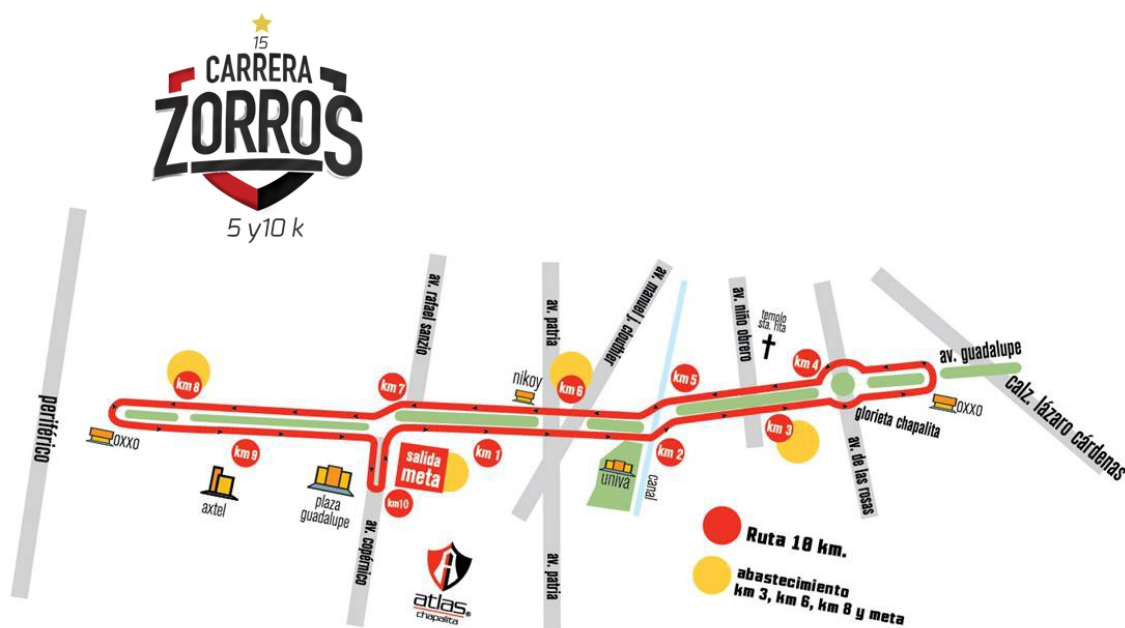 15
CARRERA
ZORROS
5 y10 k
periférico
av. rafael sanzio
av. patria
av. manuel j. clouthier
av. niño obrero
templo
sta. rita
av. guadalupe
calz. lázaro cárdenas
km 8
km 7
nikoy
km 6
km 5
km 4
OXXO
glorieta chapalita
OXXO
km 9
salida
meta
km 1
km 2
km 3
av. de las rosas
axtel
plaza
guadalupe
km10
univa
canal
av. copérnico
av. patria
A
atlas®
chapalita
Ruta 10 km.
abastecimiento
km 3, km 6, km 8 y meta